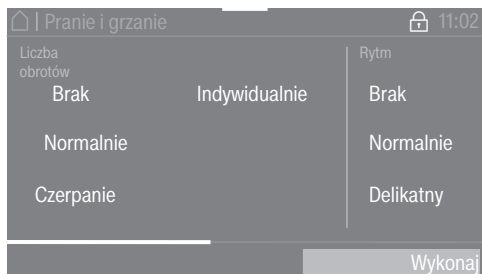 | Pranie i grzanie 11:02
Liczba
obrotów
Rytm
Brak Indywidualnie Brak
Normalnie Normalnie
Czerpanie Delikatny
Wykonaj